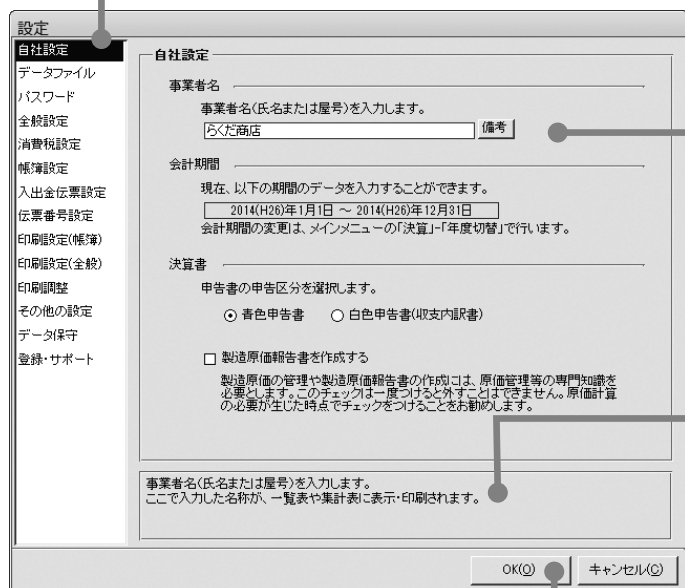 設定
自社設定
データファイル
パスワード
全般設定
消費税設定
帳簿設定
入出金伝票設定
伝票番号設定
印刷設定(帳簿)
印刷設定(全般)
印刷調整
その他の設定
データ保守
登録・サポート
自社設定
事業者名
事業者名(氏名または屋号)を入力します。
らくだ商店 備考
会計期間
現在、以下の期間のデータを入力することができます。
2014(H26)年1月1日 ～ 2014(H26)年12月31日
会計期間の変更は、メインメニューの「決算」-「年度切替」で行います。
決算書
申告書の申告区分を選択します。
青色申告書 白色申告書(収支内訳書)
製造原価報告書を作成する
製造原価の管理や製造原価報告書の作成には、原価管理等の専門知識を
必要とします。このチェックは一度つけると外すことはできません。原価計算
の必要が生じた時点でチェックをつけることをお勧めします。
事業者名(氏名または屋号)を入力します。
ここで入力した名称が、一覧表や集計表に表示・印刷されます。
OK(O) キャンセル(C)